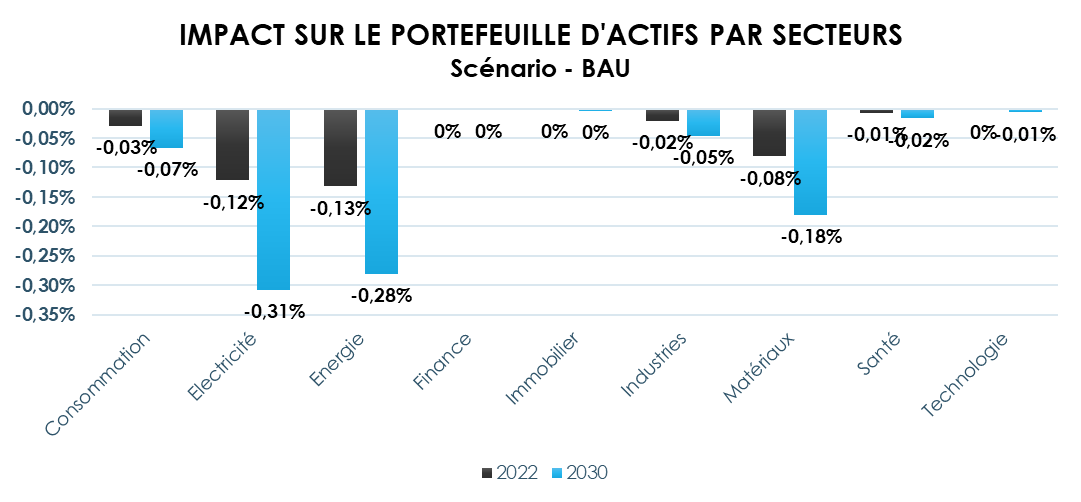 IMPACT SUR LE PORTEFEUILLE D'ACTIFS PAR SECTEURS
Scénario - BAU
0,00%
-0,05%
-0,10%
-0,15%
-0,20%
-0,25%
-0,30%
-0,35%
-0,03%
-0,07%
-0,12%
-0,31%
-0,13%
-0,28%
0%
0%
0%
0%
-0,02%
-0,05%
-0,08%
-0,18%
-0,01%
-0,02%
0%
-0,01%
Consommation
Electricité
Energie
Finance
Immobilier
Industries
Matériaux
Santé
Technologie
2022
2030